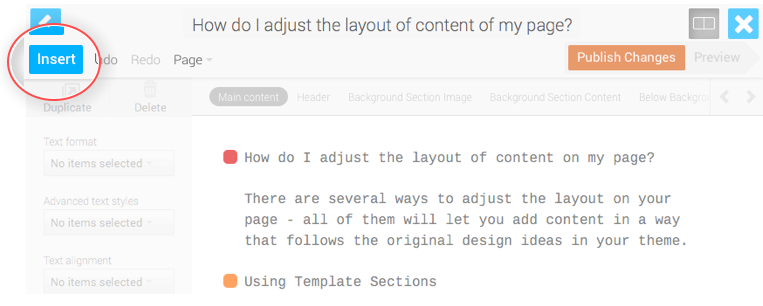 How do I adjust the layout of content of my page?
Insert
Undo Redo Page
Publish Changes Preview
Duplicate Delete
Main content Header Background Section Image Background Section Content Below
Text format
No items selected
Advanced text styles
No items selected
Text alignment
No items selected
How do I adjust the layout of content on my page?
There are several ways to adjust the layout on your
page - all of them will let you add content in a way
that follows the original design ideas in your theme.
Using Template Sections